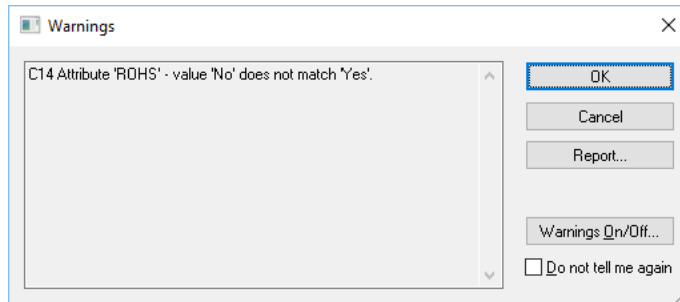 Warnings
C14 Attribute 'ROHS' - value 'No' does not match 'Yes'.
OK
Cancel
Report...
Warnings On/Off...
Do not tell me again